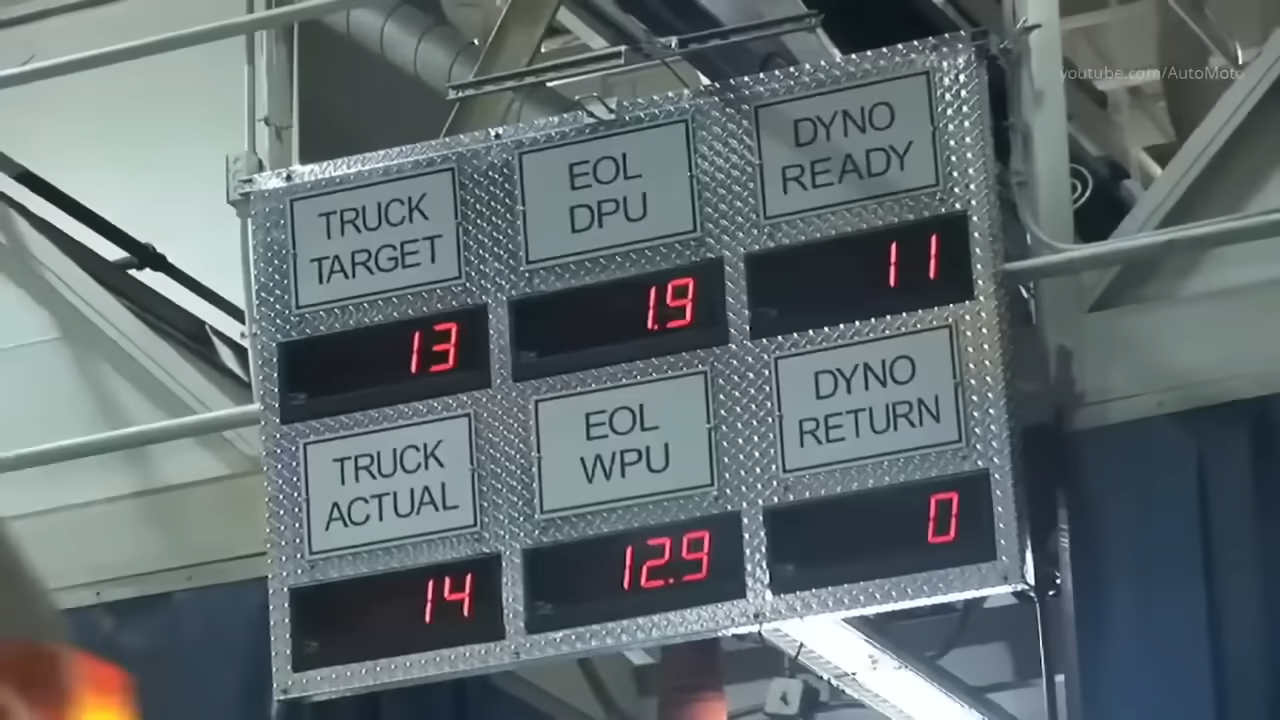 youtube.com/AutoMoto
TRUCK
TARGET
13
EOL
DPU
1.9
DYNO
READY
11
TRUCK
ACTUAL
14
EOL
WPU
12.9
DYNO
RETURN
0